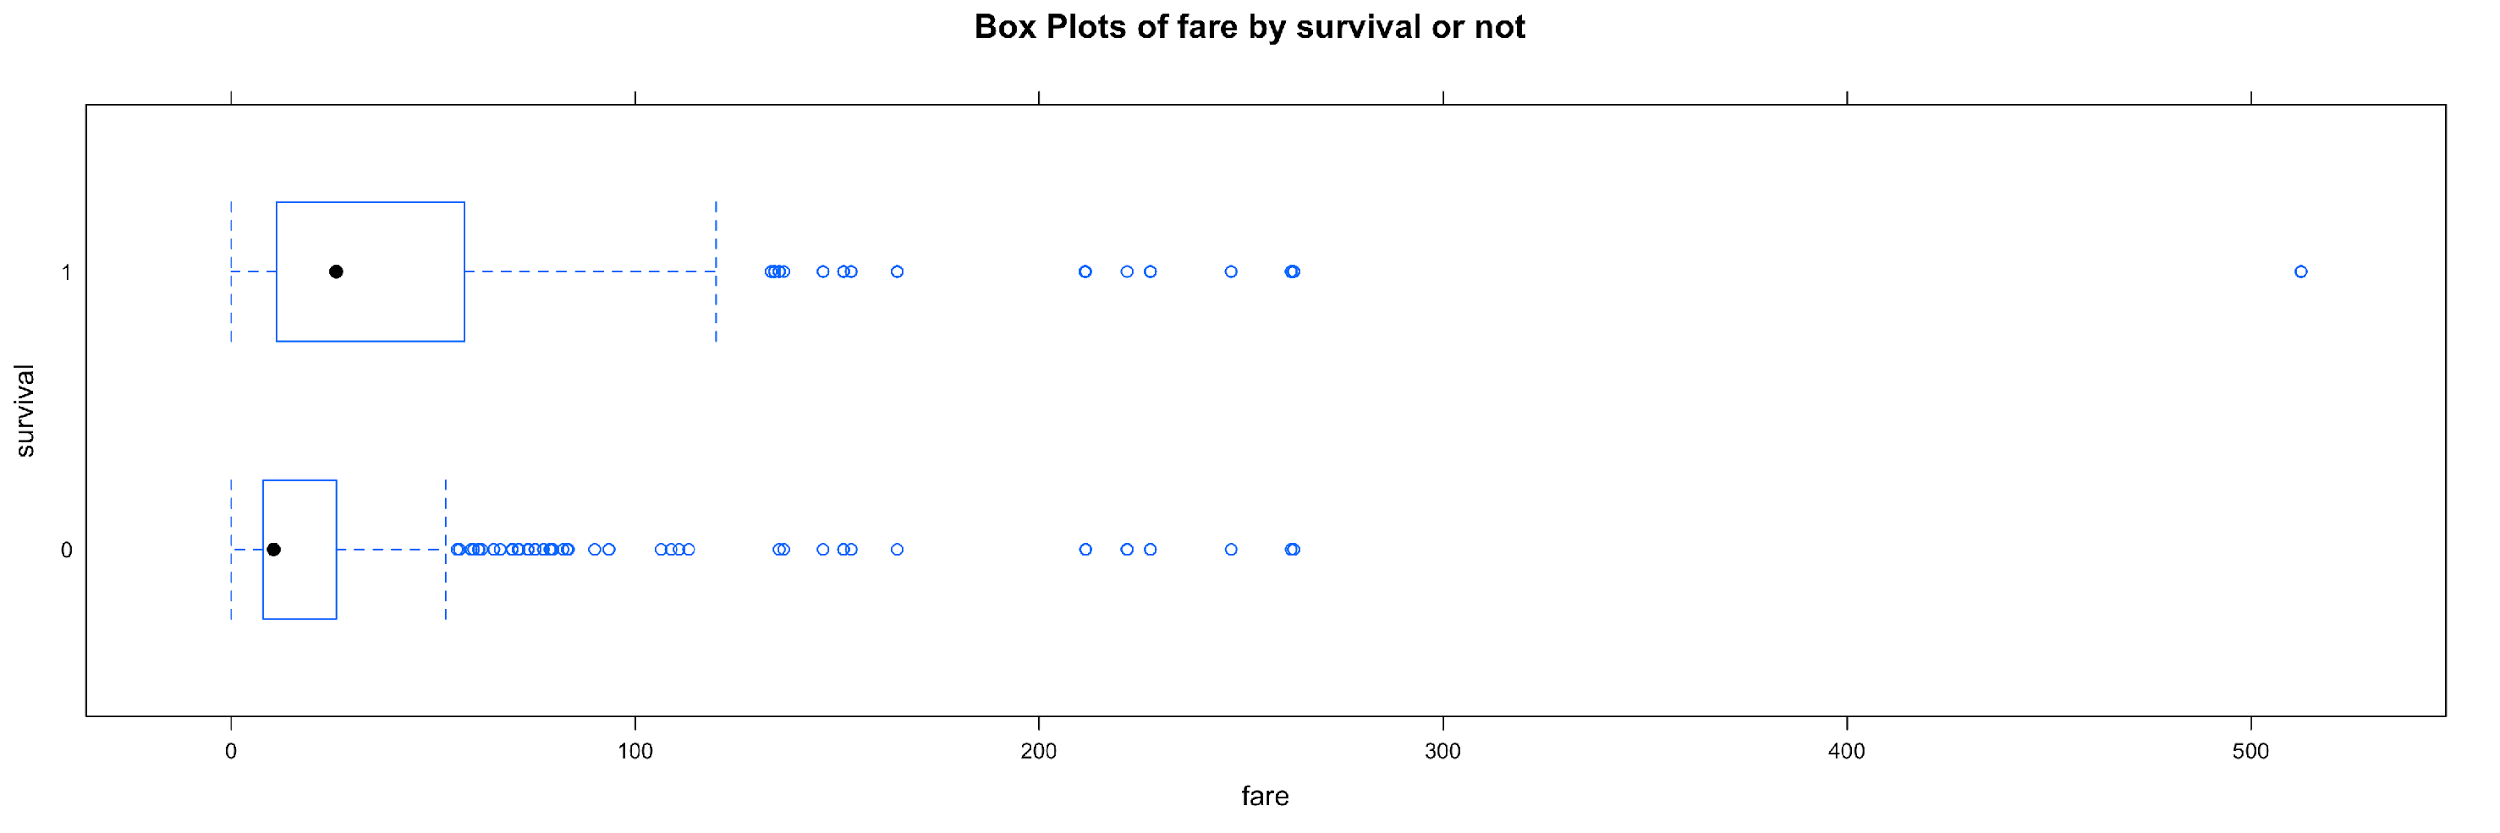 Box Plots of fare by survival or not
1
survival
0
0 100 200 300 400 500
fare